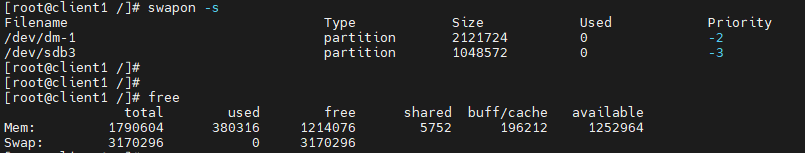 [root@client1 /]# swapon -s
Filename Type Size Used Priority
/dev/dm-1 partition 2121724 0 -2
/dev/sdb3 partition 1048572 0 -3
[root@client1 /]#
[root@client1 /]#
[root@client1 /]# free
total used free shared buff/cache available
Mem: 1790604 380316 1214076 5752 196212 1252964
Swap: 3170296 0 3170296